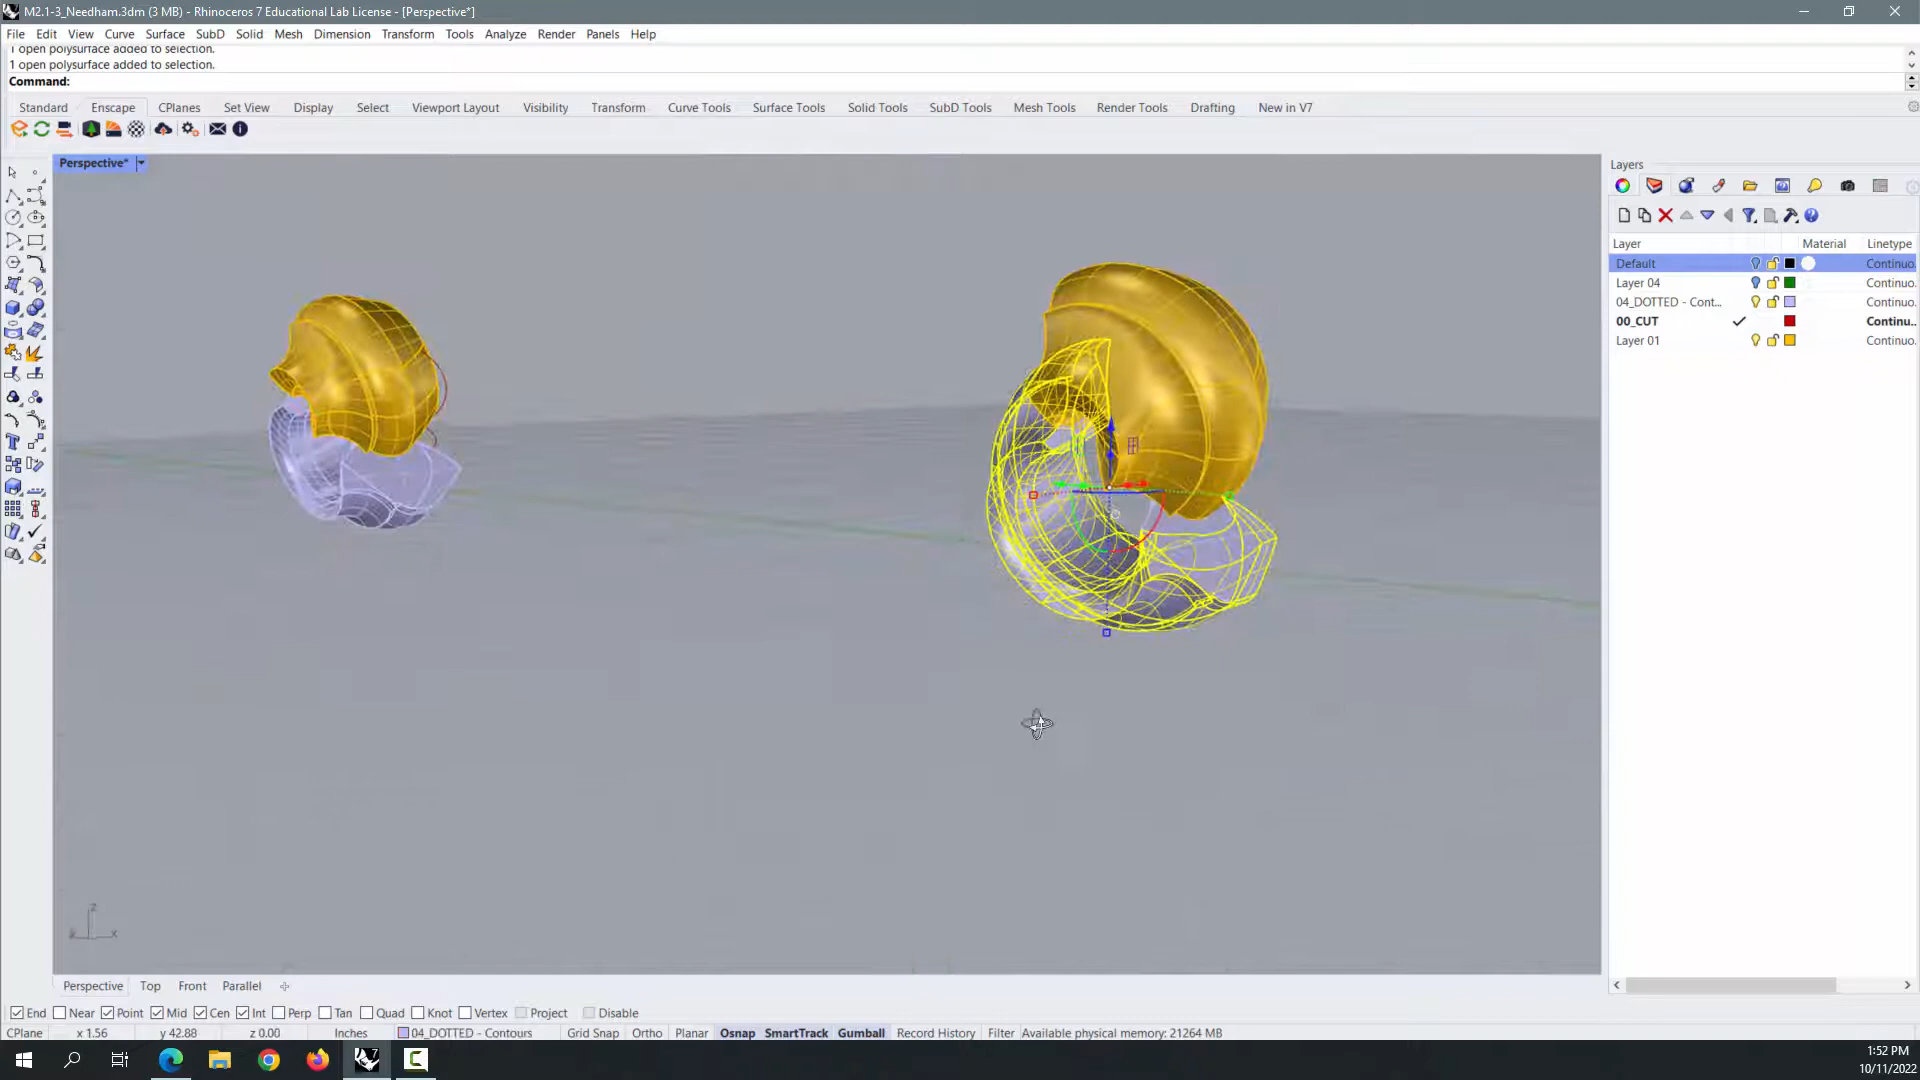 M2.1-3_Needham.3dm (3 MB) - Rhinoceros 7 Educational Lab License - [Perspective*]
File Edit View Curve Surface SubD Solid Mesh Dimension Transform Tools Analyze Render Panels Help
1 open polysurface added to selection.
1 open polysurface added to selection.
Command:
Standard Enscape CPlanes Set View Display Select Viewport Layout Visibility Transform Curve Tools Surface Tools Solid Tools SubD Tools Mesh Tools Render Tools Drafting New in V7
Perspective*
Layers
Layer Material Linetype
Default Continuo.
Layer 04 Continuo.
04_DOTTED - Cont... Continuo.
00_CUT Continu..
Layer 01 Continuo.
z
x
Perspective Top Front Parallel
End Near Point Mid Cen Int Perp Tan Quad Knot Vertex Project Disable
CPlane x 1.56 y 42.88 z 0.00 Inches 04_DOTTED - Contours Grid Snap Ortho Planar Osnap SmartTrack Gumball Record History Filter Available physical memory: 21264 MB
1:52 PM
10/11/2022